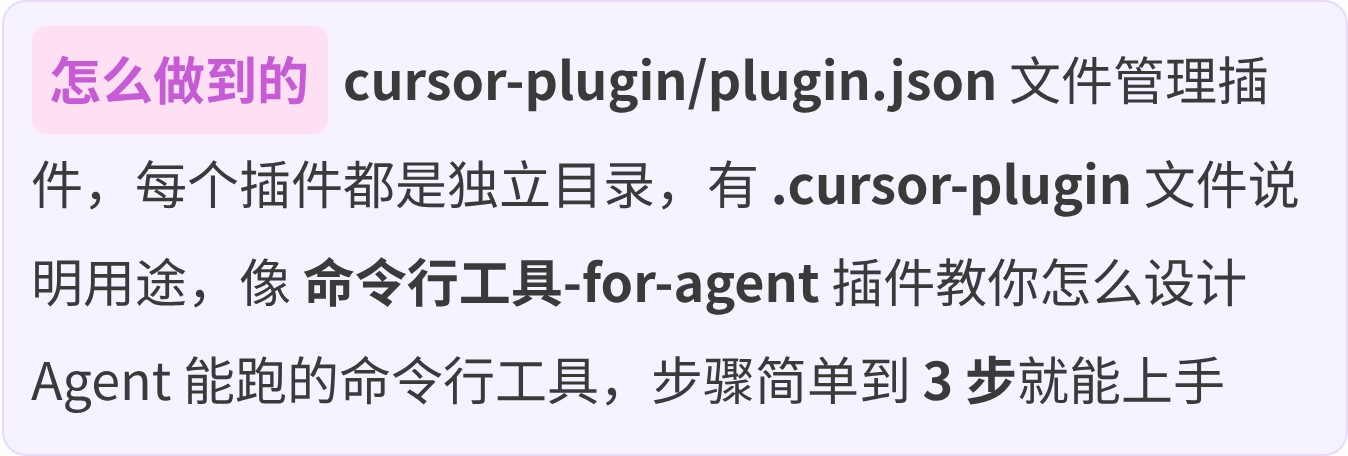 怎么做到的 cursor-plugin/plugin.json 文件管理插
件，每个插件都是独立目录，有 .cursor-plugin 文件说
明用途，像 命令行工具-for-agent 插件教你怎么设计
Agent 能跑的命令行工具，步骤简单到 3 步就能上手